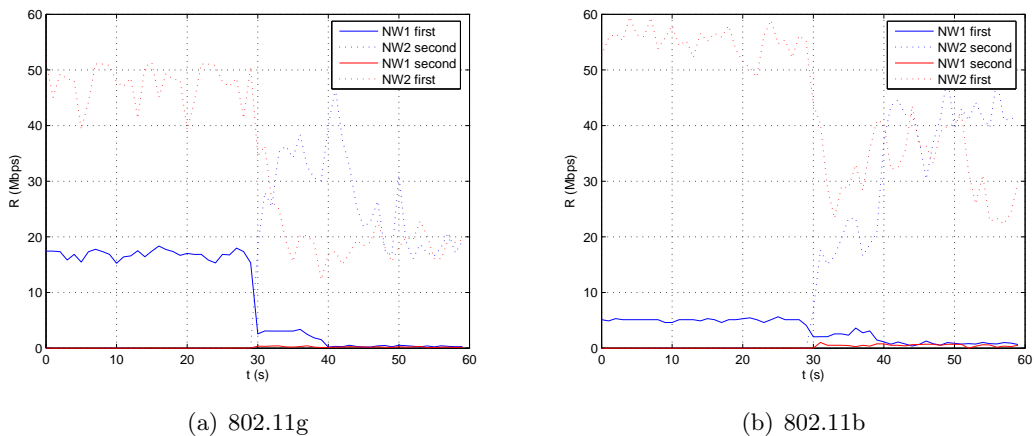 60
50
40
30
20
10
0
R (Mbps)
0 10 20 30 40 50 60
t (s)
NW1 first
NW2 second
NW1 second
NW2 first
(a) 802.11g
60
50
40
30
20
10
0
R (Mbps)
0 10 20 30 40 50 60
t (s)
NW1 first
NW2 second
NW1 second
NW2 first
(b) 802.11b